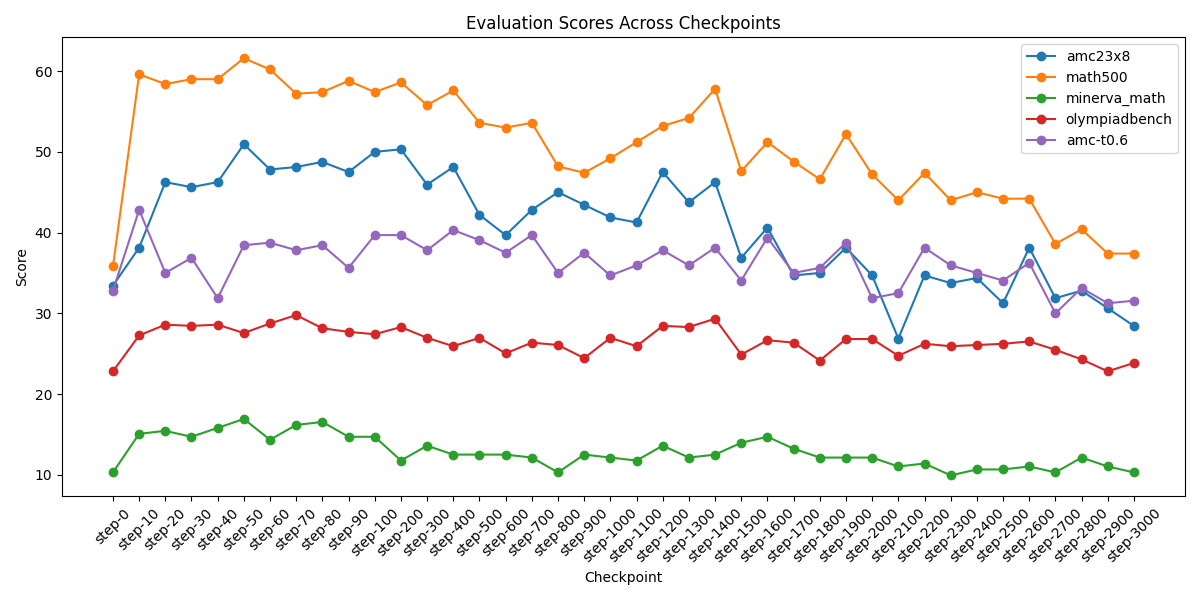 Evaluation Scores Across Checkpoints
amc23x8
math500
minerva_math
olympiadbench
amc-t0.6
Score
60
50
40
30
20
10
step-0
step-10
step-20
step-30
step-40
step-50
step-60
step-70
step-80
step-90
step-100
step-200
step-300
step-400
step-500
step-600
step-700
step-800
step-900
step-1000
step-1100
step-1200
step-1300
step-1400
step-1500
step-1600
step-1700
step-1800
step-1900
step-2000
step-2100
step-2200
step-2300
step-2400
step-2500
step-2600
step-2700
step-2800
step-2900
step-3000
Checkpoint